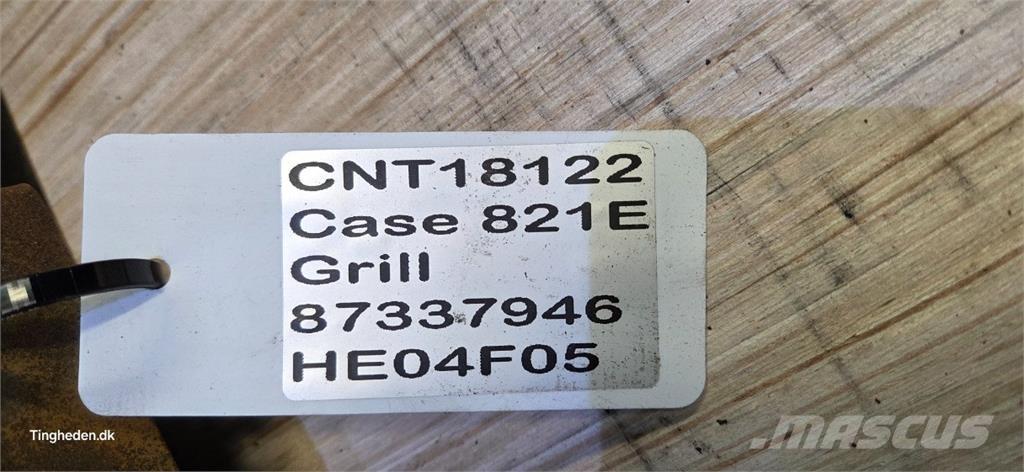 CNT18122
Case 821E
Grill
87337946
HE04F05
Tingheden.dk
.MASCUS